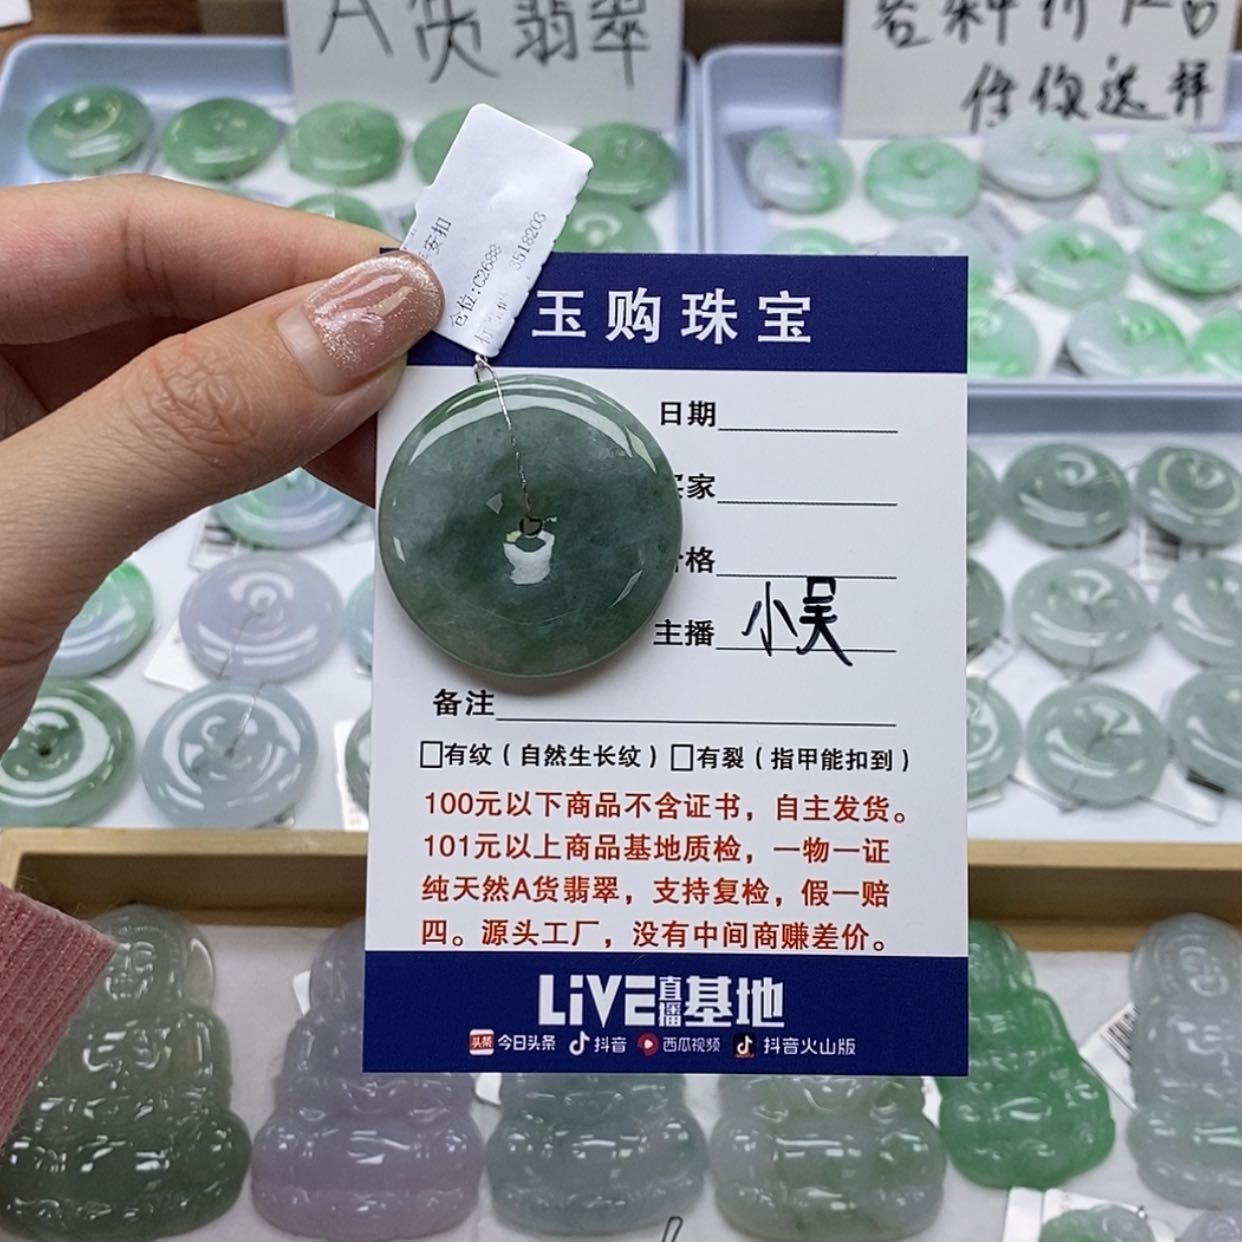 A货翡翠
各种
任你选择
安扣
仓位:C2688
3518203
玉购珠宝
日期
家
格
主播 小吴
备注
□有纹（自然生长纹）□有裂（指甲能扣到）
100元以下商品不含证书，自主发货。
101元以上商品基地质检，一物一证
纯天然A货翡翠，支持复检，假一赔
四。源头工厂，没有中间商赚差价。
LiVE直播基地
头条 今日头条 抖音 西瓜视频 抖音火山版